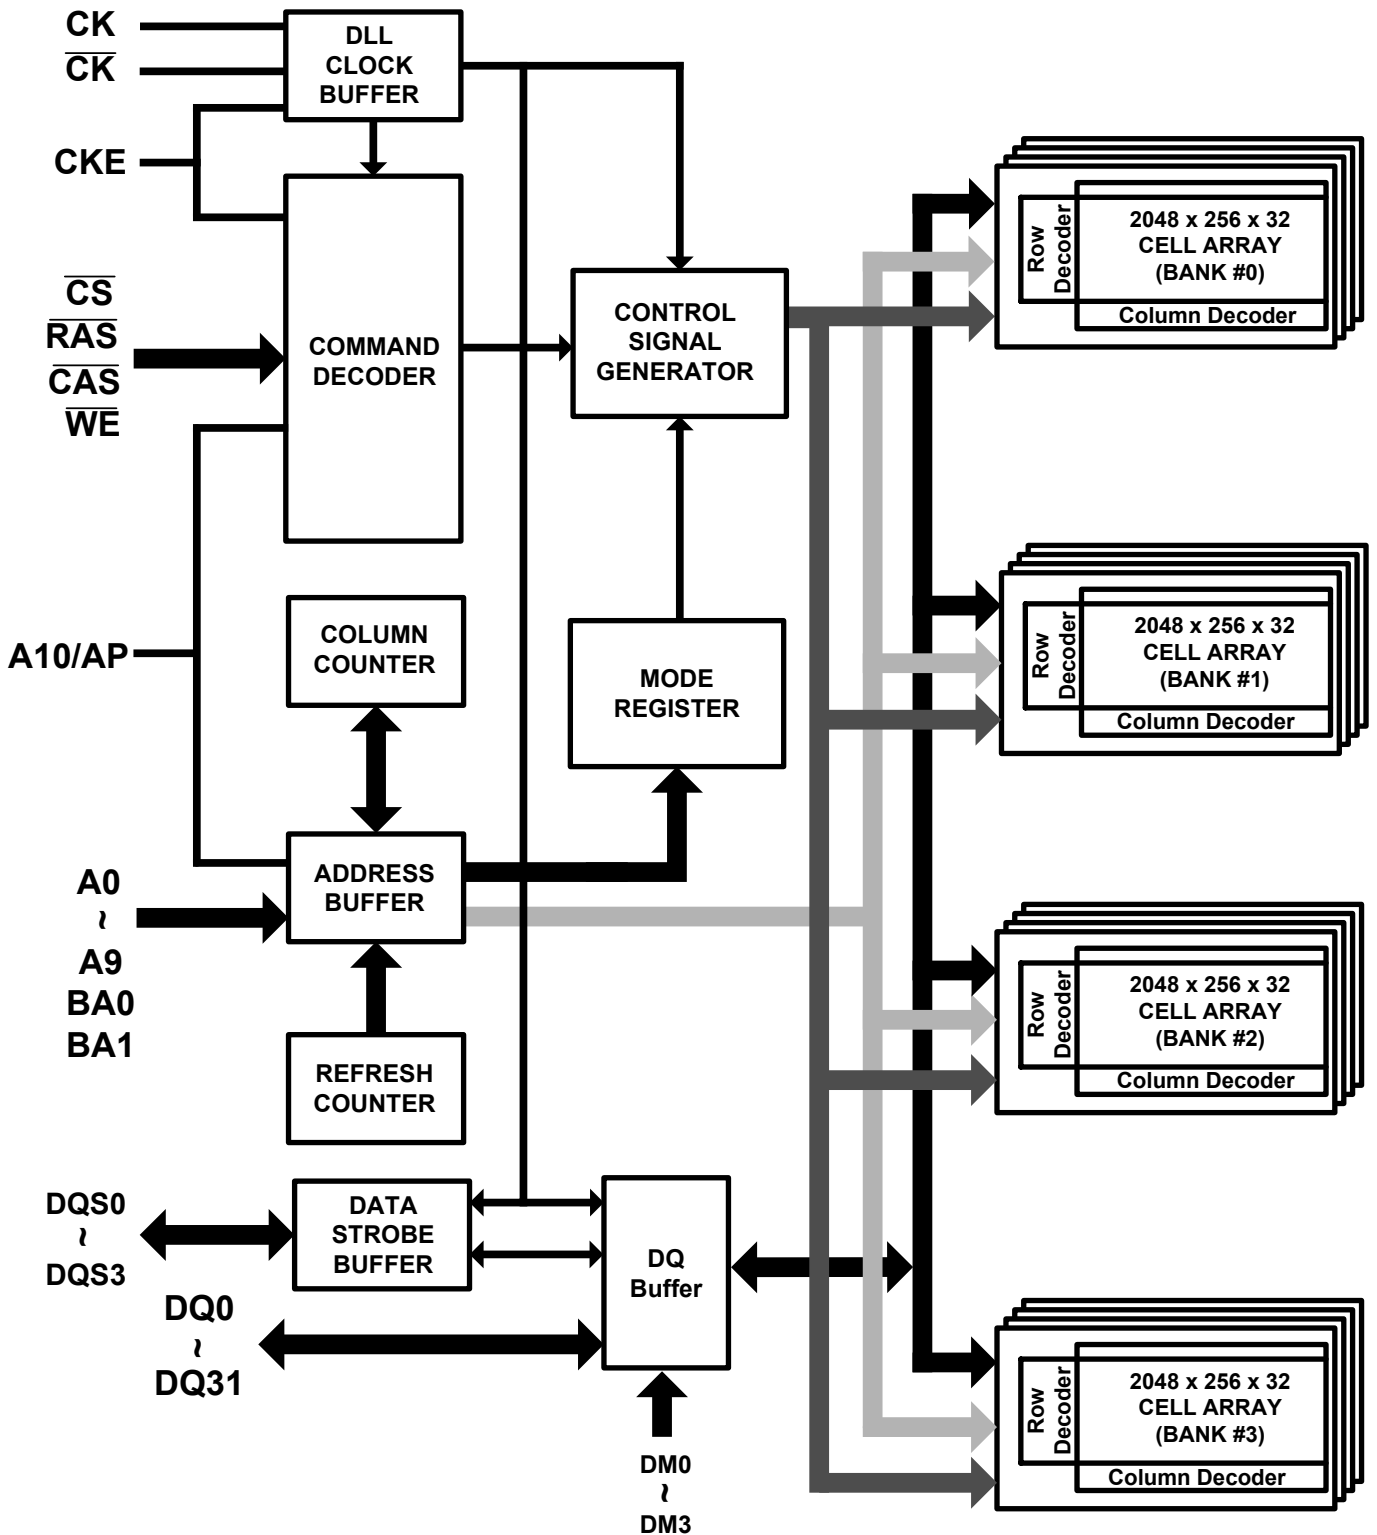 CK
CK
CKE
DLL
CLOCK
BUFFER
CS
RAS
CAS
WE
COMMAND
DECODER
CONTROL
SIGNAL
GENERATOR
A10/AP
COLUMN
COUNTER
MODE
REGISTER
A0
~
A9
BA0
BA1
ADDRESS
BUFFER
REFRESH
COUNTER
DQS0
~
DQS3
DATA
STROBE
BUFFER
DQ0
~
DQ31
DQ
Buffer
DM0
~
DM3
Row
Decoder
2048 x 256 x 32
CELL ARRAY
(BANK #0)
Column Decoder
Row
Decoder
2048 x 256 x 32
CELL ARRAY
(BANK #1)
Column Decoder
Row
Decoder
2048 x 256 x 32
CELL ARRAY
(BANK #2)
Column Decoder
Row
Decoder
2048 x 256 x 32
CELL ARRAY
(BANK #3)
Column Decoder